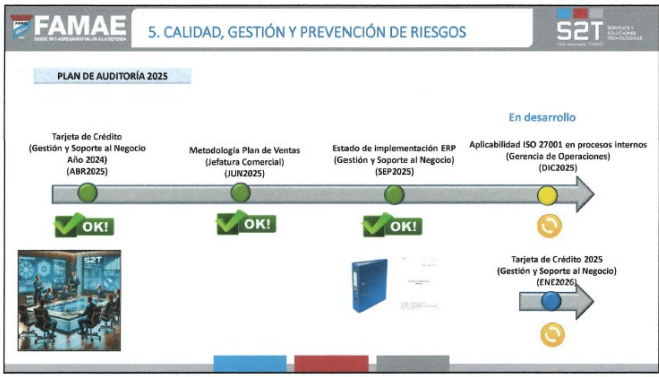 FAMAE
DESDE 1811 AGREGANDO VALOR A LA DEFENSA
5. CALIDAD, GESTIÓN Y PREVENCIÓN DE RIESGOS
S2T
SERVICIOS Y
SOLUCIONES
TECNOLÓGICAS
PLAN DE AUDITORÍA 2025
En desarrollo
Tarjeta de Crédito
(Gestión y Soporte al Negocio
Año 2024)
(ABR2025)
Metodología Plan de Ventas
(Jefatura Comercial)
(JUN2025)
Estado de implementación ERP
(Gestión y Soporte al Negocio)
(SEP2025)
Aplicabilidad ISO 27001 en procesos internos
(Gerencia de Operaciones)
(DIC2025)
OK!
OK!
OK!
S2T
Tarjeta de Crédito 2025
(Gestión y Soporte al Negocio)
(ENE2026)